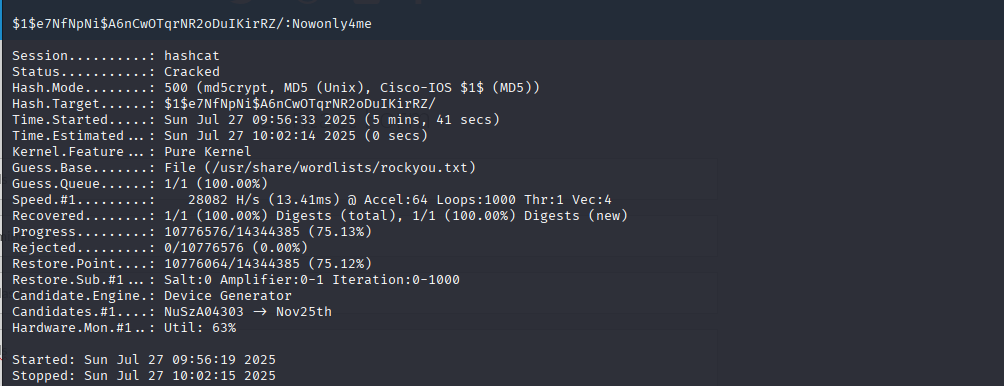 $1$e7NfNpNi$A6nCwOTqrNR2oDuIKirRZ/:Nowonly4me
Session..........: hashcat
Status...........: Cracked
Hash.Mode........: 500 (md5crypt, MD5 (Unix), Cisco-IOS $1$ (MD5))
Hash.Target......: $1$e7NfNpNi$A6nCwOTqrNR2oDuIKirRZ/
Time.Started.....: Sun Jul 27 09:56:33 2025 (5 mins, 41 secs)
Time.Estimated...: Sun Jul 27 10:02:14 2025 (0 secs)
Kernel.Feature...: Pure Kernel
Guess.Base.......: File (/usr/share/wordlists/rockyou.txt)
Guess.Queue......: 1/1 (100.00%)
Speed.#1.........:    28082 H/s (13.41ms) @ Accel:64 Loops:1000 Thr:1 Vec:4
Recovered........: 1/1 (100.00%) Digests (total), 1/1 (100.00%) Digests (new)
Progress.........: 10776576/14344385 (75.13%)
Rejected.........: 0/10776576 (0.00%)
Restore.Point....: 10776064/14344385 (75.12%)
Restore.Sub.#1...: Salt:0 Amplifier:0-1 Iteration:0-1000
Candidate.Engine.: Device Generator
Candidates.#1....: NuSzA04303 -> Nov25th
Hardware.Mon.#1..: Util: 63%
Started: Sun Jul 27 09:56:19 2025
Stopped: Sun Jul 27 10:02:15 2025